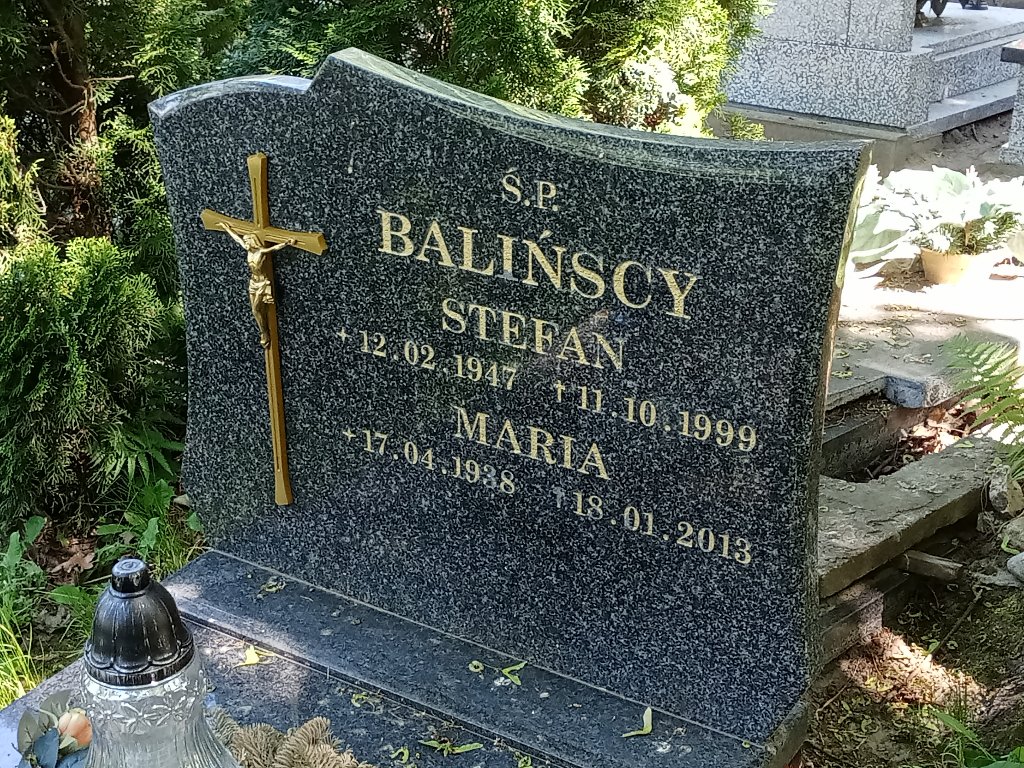 Ś.P.
BALIŃSCY
STEFAN
+ 12.02.1947 † 11.10.1999
MARIA
+ 17.04.1938 † 18.01.2013